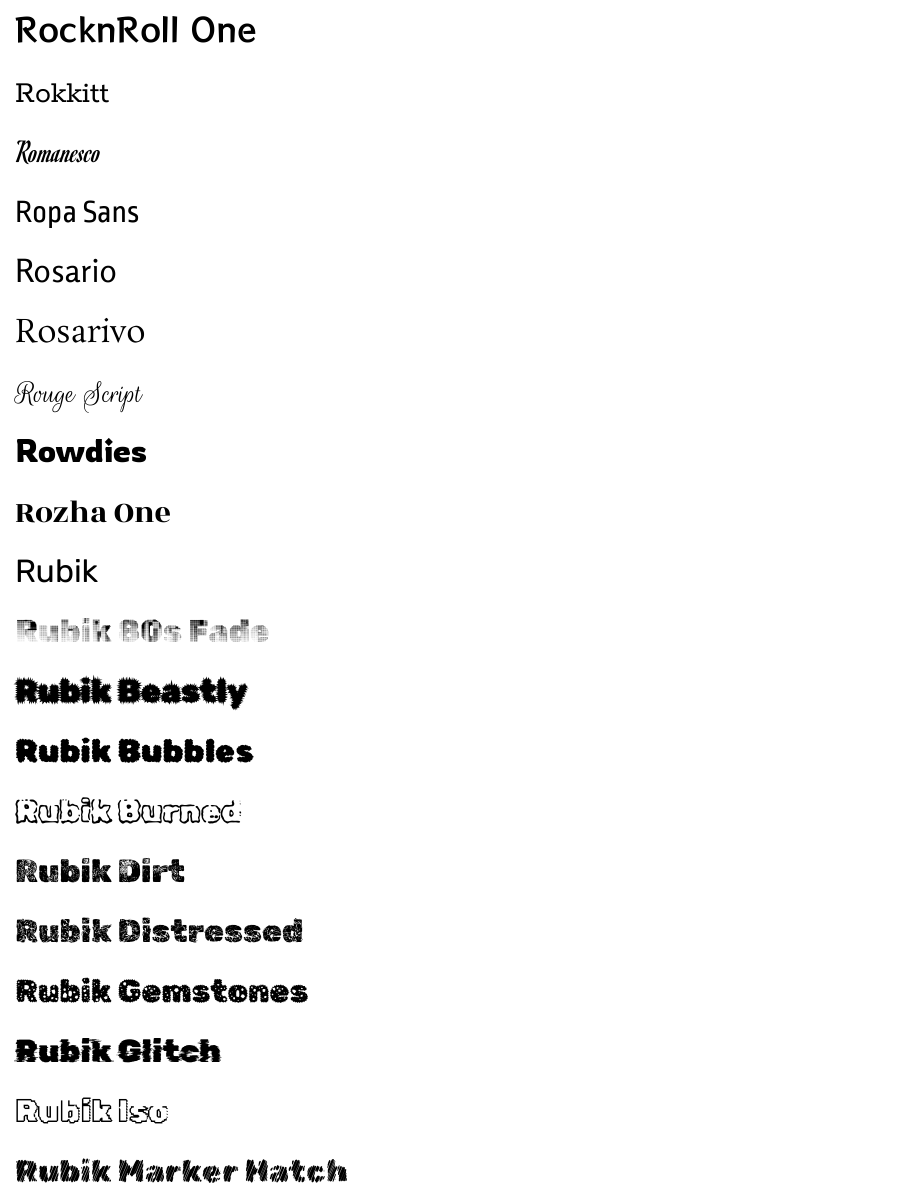 RocknRoll One
Rokkitt
Romanesco
Ropa Sans
Rosario
Rosarivo
Rouge Script
Rowdies
Rozha One
Rubik
Rubik 80s Fade
Rubik Beastly
Rubik Bubbles
Rubik Burned
Rubik Dirt
Rubik Distressed
Rubik Gemstones
Rubik Glitch
Rubik Iso
Rubik Marker Hatch